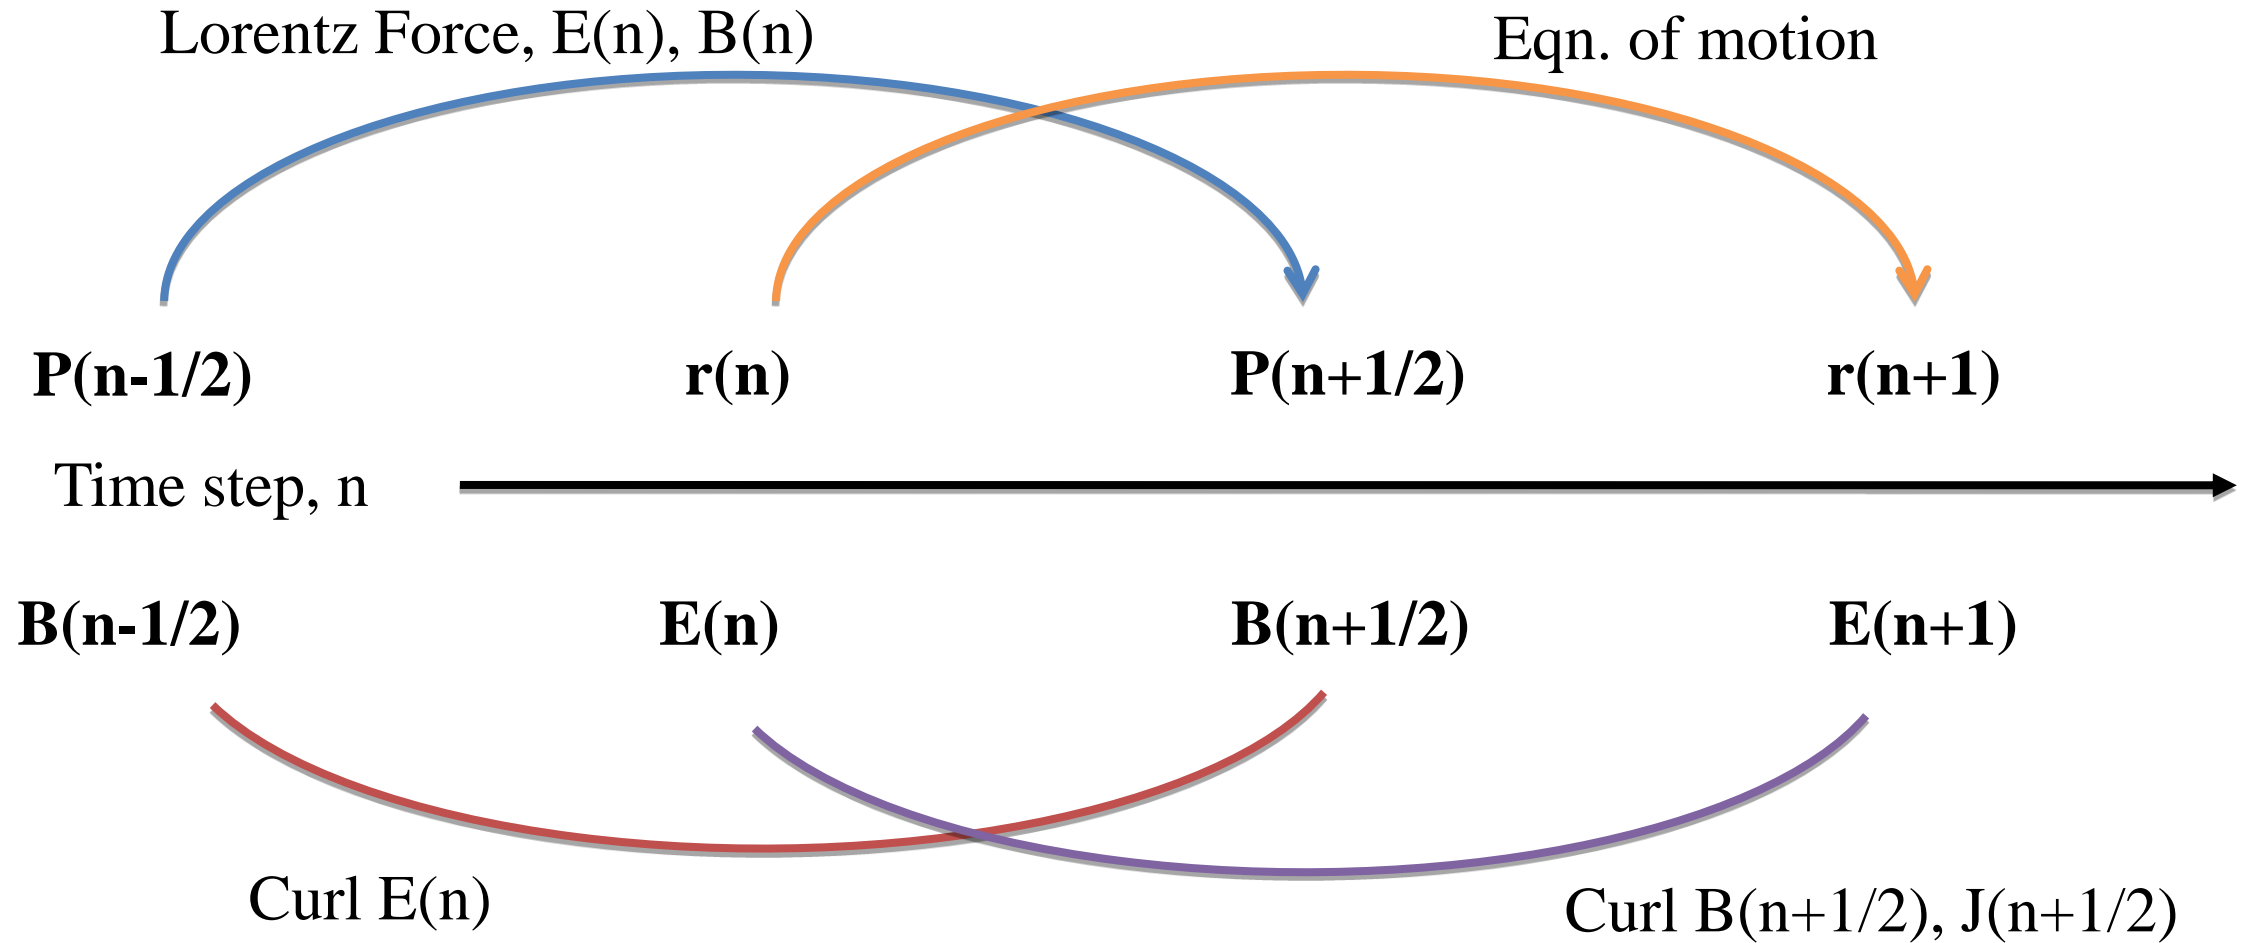 Lorentz Force, E(n), B(n)
Eqn. of motion
P(n-1/2)
r(n)
P(n+1/2)
r(n+1)
Time step, n
B(n-1/2)
E(n)
B(n+1/2)
E(n+1)
Curl E(n)
Curl B(n+1/2), J(n+1/2)